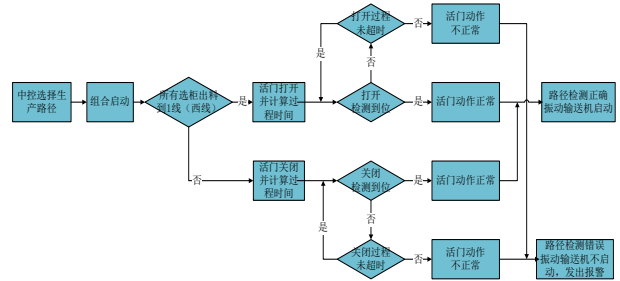 打开过程
未超时
否
活门动作
不正常
是
否
中控选择生
产路径
组合启动
所有选柜出料
到1线（西线）
是
活门打开
并计算过
程时间
打开
检测到位
是
活门动作正常
路径检测正确
振动输送机启动
否
活门关闭
并计算过
程时间
关闭
检测到位
是
活门动作正常
是
否
关闭过程
未超时
否
活门动作
不正常
路径检测错误
振动输送机不启
动，发出报警